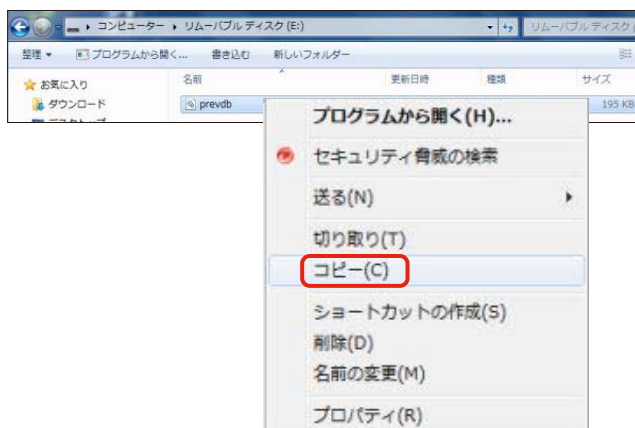 コンピューター ▸ リムーバブル ディスク (E:)
リムーバブル ディスク (
整理 ▾ プログラムから開く... 書き込む 新しいフォルダー
お気に入り
ダウンロード
名前 更新日時 種類 サイズ
prevdb 195 KB
プログラムから開く(H)...
セキュリティ脅威の検索
送る(N)
切り取り(T)
コピー(C)
ショートカットの作成(S)
削除(D)
名前の変更(M)
プロパティ(R)